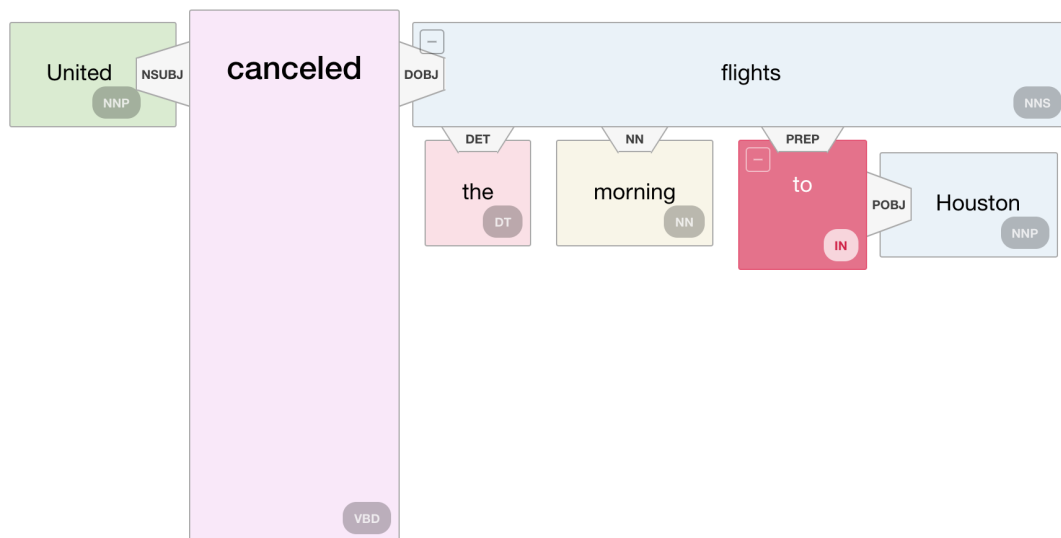 United NSUBJ canceled DOBJ flights
NNP NNS
DET NN PREP
the morning to POBJ Houston
DT NN IN NNP
VBD